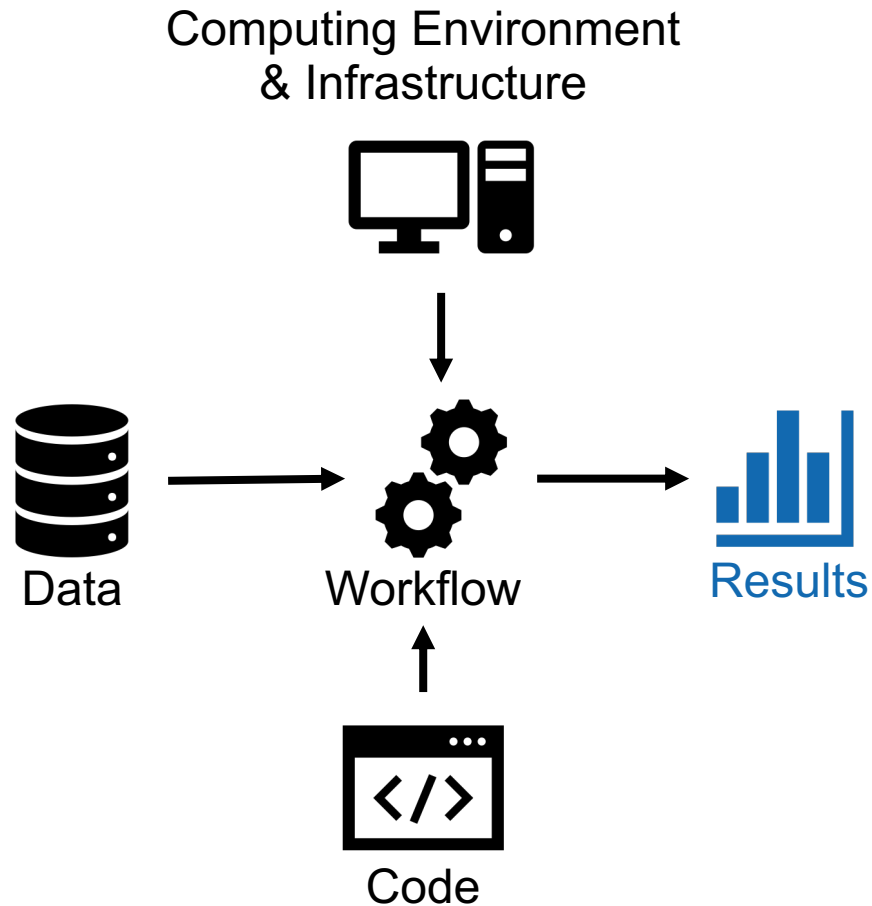 Computing Environment
& Infrastructure
Data
Workflow
Results
</>
Code